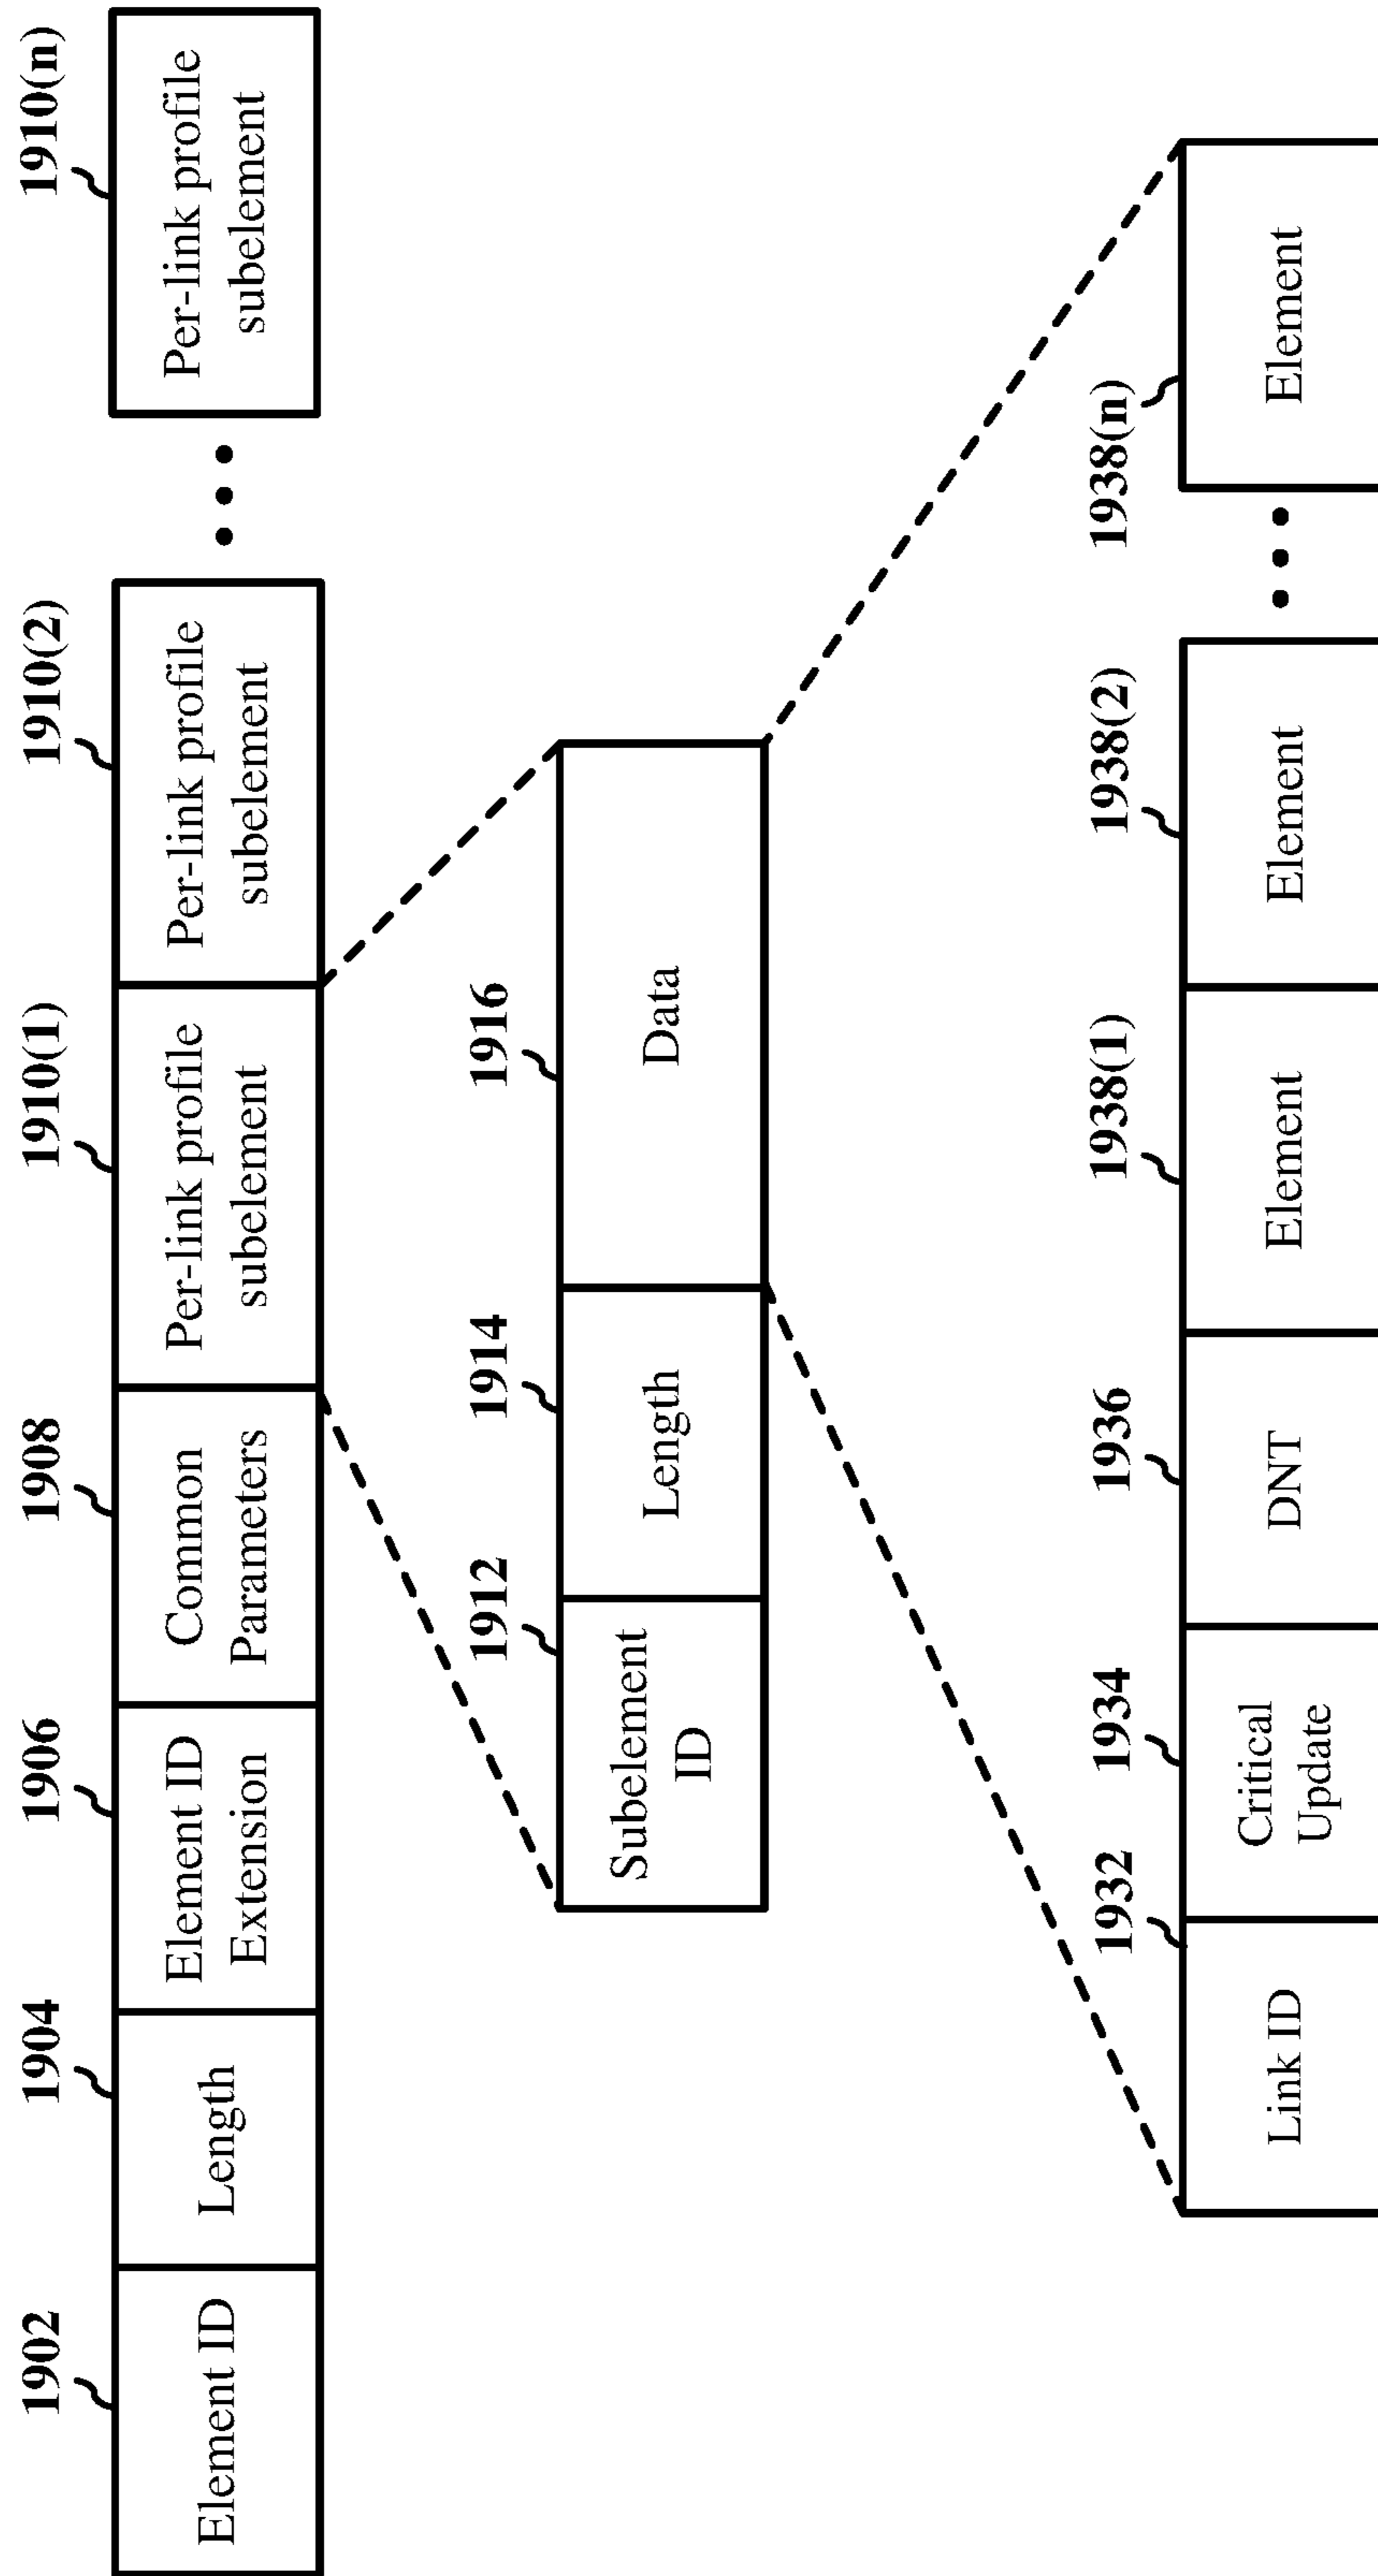 1902
1904
1906
1908
1910(1)
1910(2)
1910(n)
Element ID
Length
Element ID
Extension
Common
Parameters
Per-link profile
subelement
Per-link profile
subelement
Per-link profile
subelement
1912
1914
1916
Subelement
ID
Length
Data
1932
1934
1936
1938(1)
1938(2)
1938(n)
Link ID
Critical
Update
DNT
Element
Element
Element